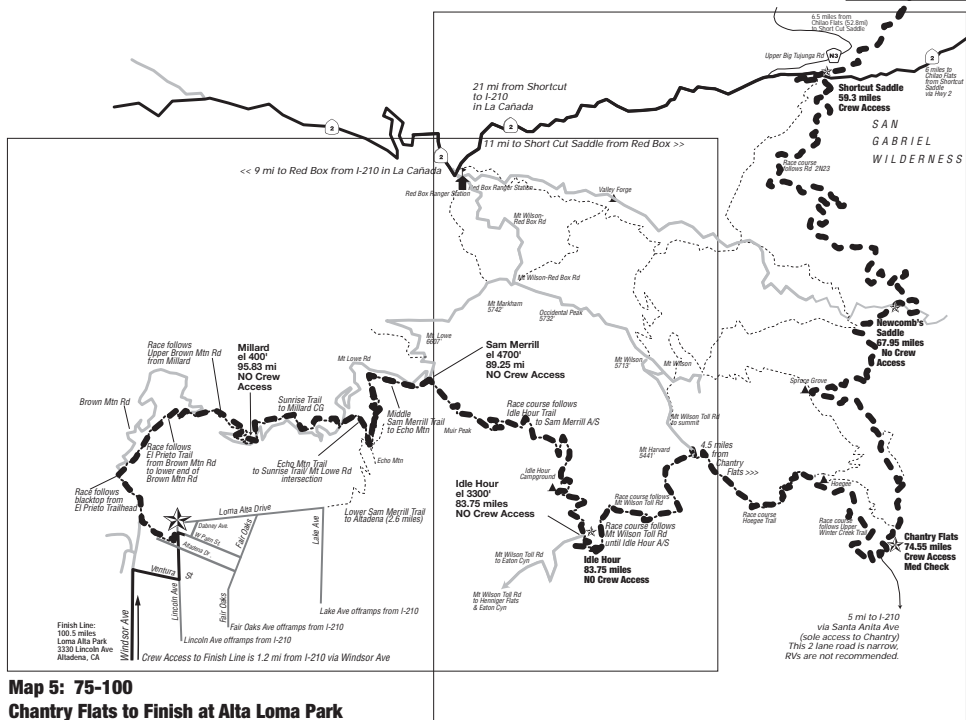 6.5 miles from
Chilao Flats (52.8mi)
to Short Cut Saddle
Upper Big Tujunga Rd
N3
2
6 miles to
Chilao Flats
from Shortcut
Saddle
via Hwy 2
Shortcut Saddle
59.3 miles
Crew Access
SAN
GABRIEL
WILDERNESS
21 mi from Shortcut
to I-210
in La Cañada
2
2
2
11 mi to Short Cut Saddle from Red Box >>
<< 9 mi to Red Box from I-210 in La Cañada
Red Box Ranger Station
Red Box Ranger Station
Valley Forge
Race course
follows Rd 2N23
Mt Wilson-
Red Box Rd
Mt Wilson-Red Box Rd
Mt Markham
5742'
Occidental Peak
5732'
Mt. Lowe
6607'
Newcomb's
Saddle
67.95 miles
No Crew
Access
Race follows
Upper Brown Mtn Rd
from Millard
Millard
el 400'
95.83 mi
NO Crew
Access
Mt Lowe Rd
Sam Merrill
el 4700'
89.25 mi
NO Crew Access
Mt Wilson
5713'
Mt Wilson
Spruce Grove
Brown Mtn Rd
Sunrise Trail
to Millard CG
Middle
Sam Merrill Trail
to Echo Mtn
Race course follows
Idle Hour Trail
to Sam Merrill A/S
Muir Peak
Mt Wilson Toll Rd
to summit
Race follows
El Prieto Trail
from Brown Mtn Rd
to lower end of
Brown Mtn Rd
Echo Mtn Trail
to Sunrise Trail/ Mt Lowe Rd
intersection
Echo Mtn
Mt Harvard
5441'
4.5 miles
from
Chantry
Flats >>>
Idle Hour
Campground
Hoegee
Race follows
blacktop from
El Prieto Trailhead
Idle Hour
el 3300'
83.75 miles
NO Crew Access
Race course follows
Mt Wilson Toll Rd
Race course
Hoegee Trail
Race course
follows Upper
Winter Creek Trail
Loma Alta Drive
Lower Sam Merrill Trail
to Altadena (2.6 miles)
Dabney Ave.
W Palm St
Altadena Dr
Fair Oaks
Lake Ave
Race course follows
Mt Wilson Toll Rd
until Idle Hour A/S
Chantry Flats
74.55 miles
Crew Access
Med Check
Mt Wilson Toll Rd
to Eaton Cyn
Idle Hour
83.75 miles
NO Crew Access
Ventura St
Lincoln Ave
Fair Oaks
Windsor Ave
Mt Wilson Toll Rd
to Henniger Flats
& Eaton Cyn
Lake Ave offramps from I-210
5 mi to I-210
via Santa Anita Ave
(sole access to Chantry)
This 2 lane road is narrow,
RVs are not recommended.
Finish Line:
100.5 miles
Loma Alta Park
3330 Lincoln Ave
Altadena, CA
Fair Oaks Ave offramps from I-210
Lincoln Ave offramps from I-210
Crew Access to Finish Line is 1.2 mi from I-210 via Windsor Ave
Map 5: 75-100
Chantry Flats to Finish at Alta Loma Park